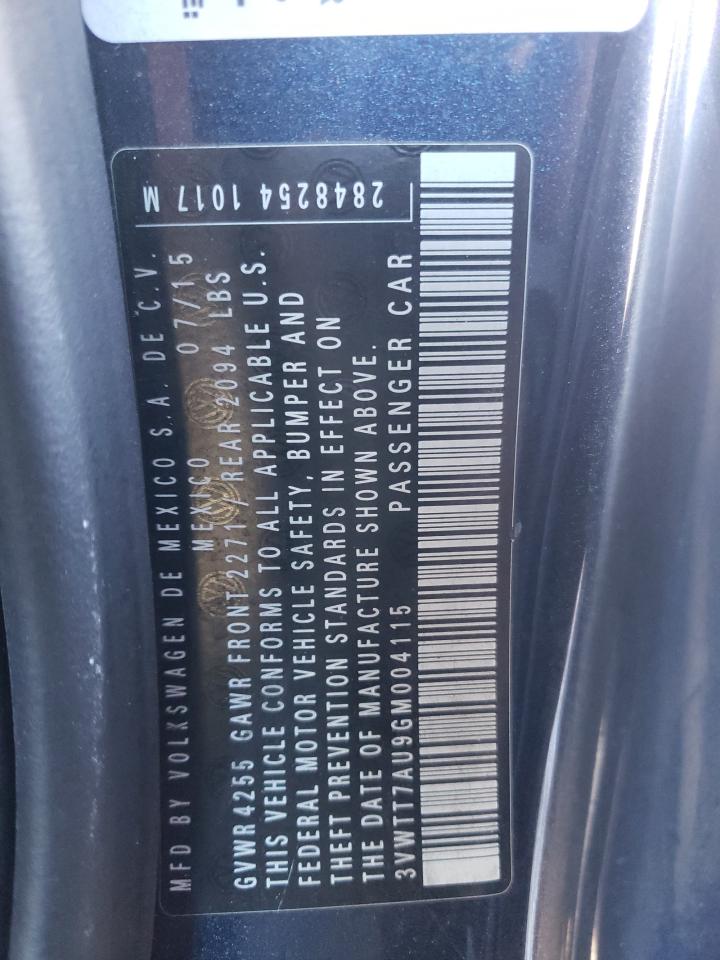 MFD BY VOLKSWAGEN DE MEXICO S.A. DE C.V.
MEXICO 07/15
GVWR 4255 GAWR FRONT 2271 / REAR 2094 LBS
THIS VEHICLE CONFORMS TO ALL APPLICABLE U.S.
FEDERAL MOTOR VEHICLE SAFETY, BUMPER AND
THEFT PREVENTION STANDARDS IN EFFECT ON
THE DATE OF MANUFACTURE SHOWN ABOVE.
3VWTT7AU9GM004115 PASSENGER CAR
2848254 1017 M